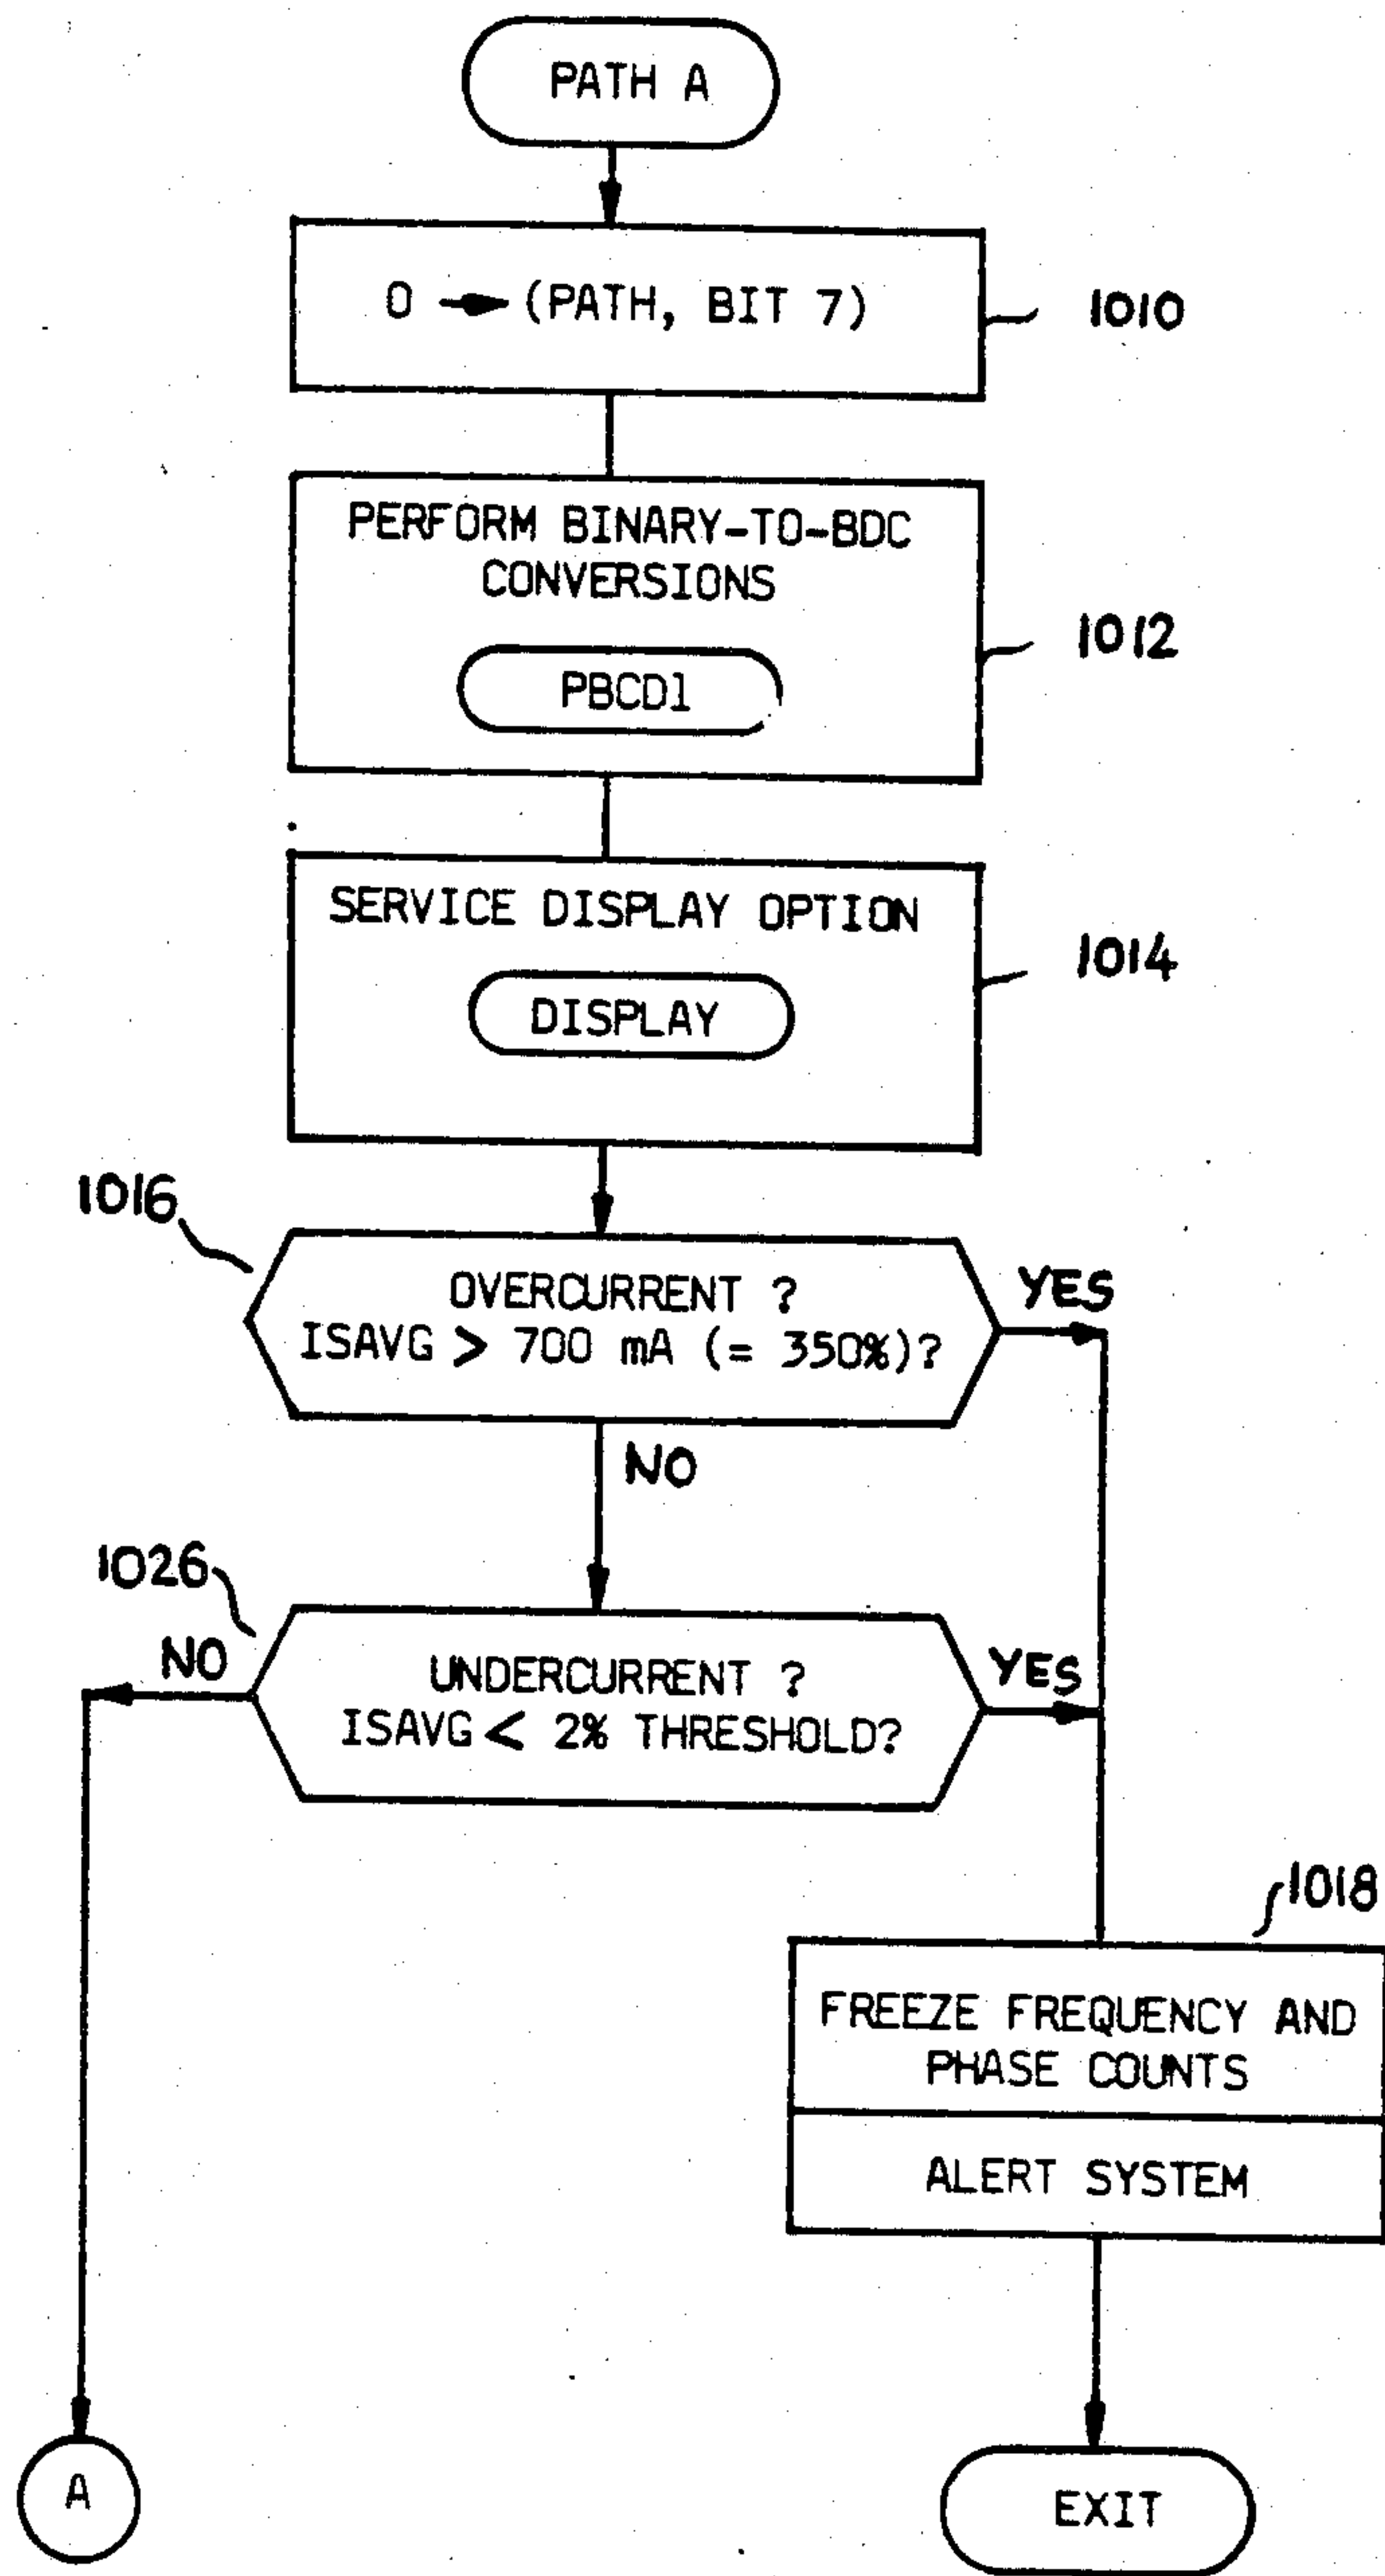 PATH A
0 → (PATH, BIT 7)
1010
PERFORM BINARY-TO-BDC
CONVERSIONS
PBCD1
1012
SERVICE DISPLAY OPTION
DISPLAY
1014
1016
OVERCURRENT ?
ISAVG > 700 mA (= 350%)?
YES
NO
1026
NO
UNDERCURRENT ?
ISAVG < 2% THRESHOLD?
YES
1018
FREEZE FREQUENCY AND
PHASE COUNTS
ALERT SYSTEM
A
EXIT